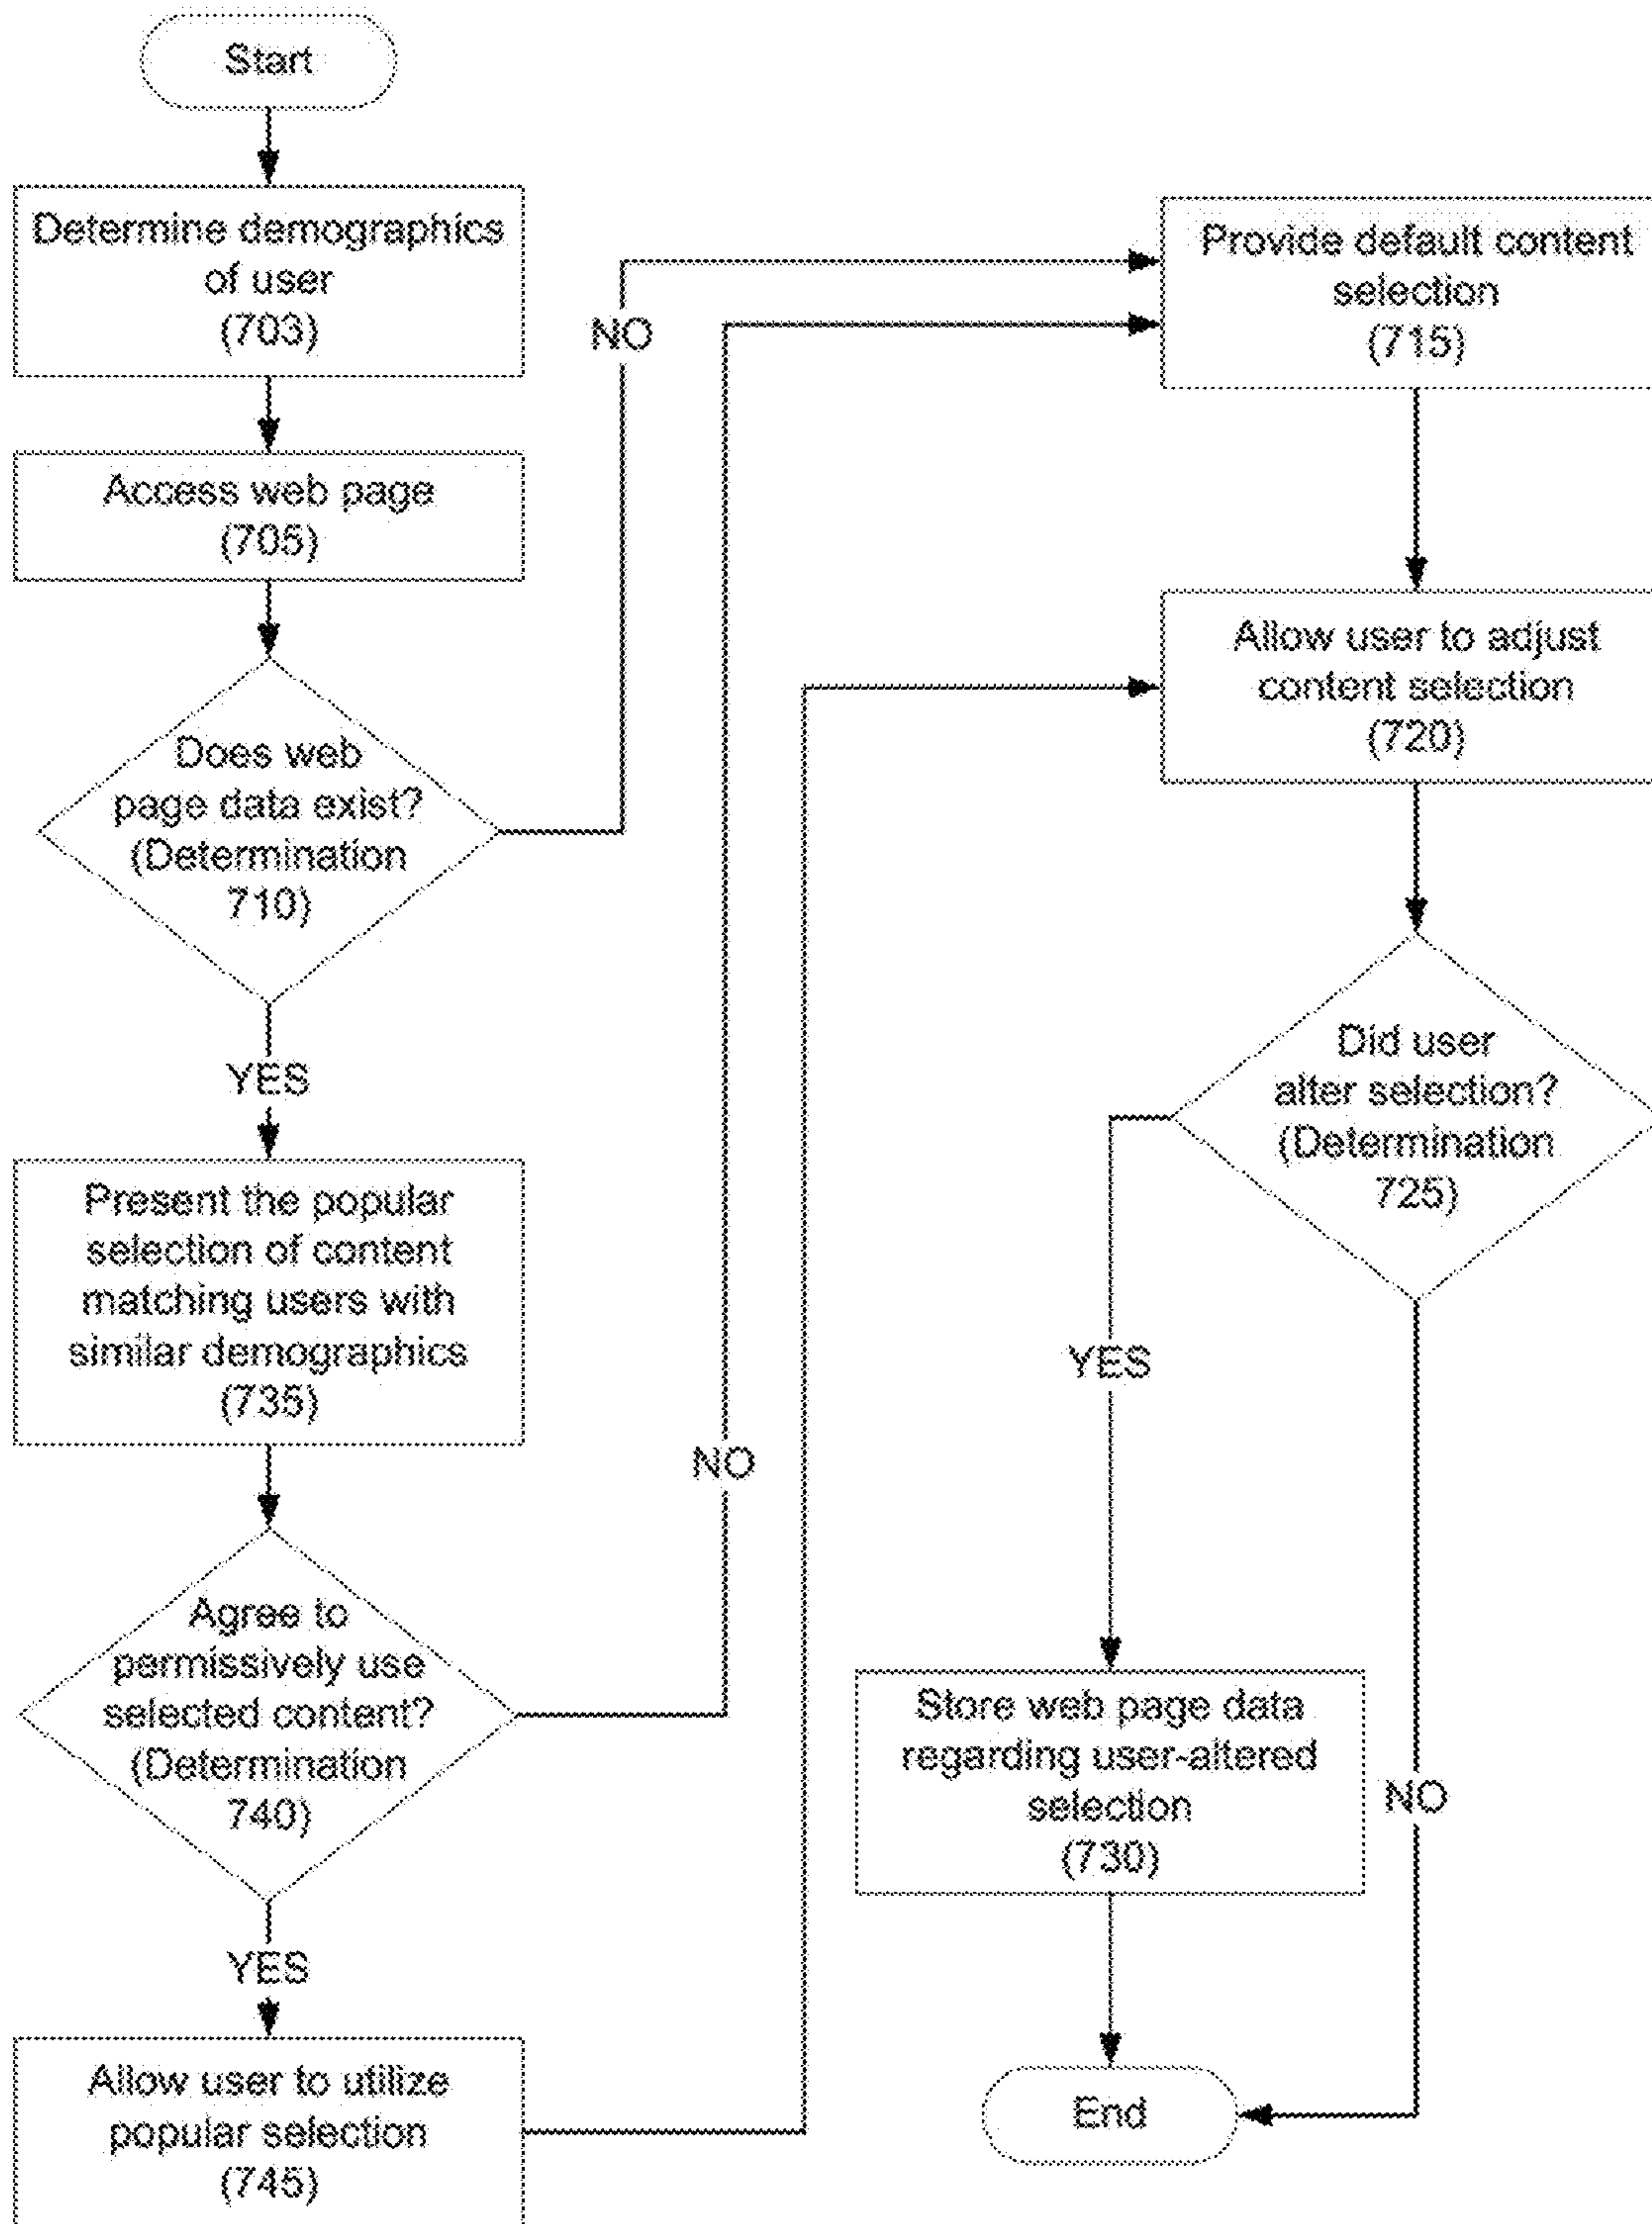 Start
Determine demographics
of user
(703)
Access web page
(705)
Does web
page data exist?
(Determination
710)
NO
YES
Present the popular
selection of content
matching users with
similar demographics
(735)
Agree to
permissively use
selected content?
(Determination
740)
NO
YES
Allow user to utilize
popular selection
(745)
Provide default content
selection
(715)
Allow user to adjust
content selection
(720)
Did user
alter selection?
(Determination
725)
YES
Store web page data
regarding user-altered
selection
(730)
NO
End